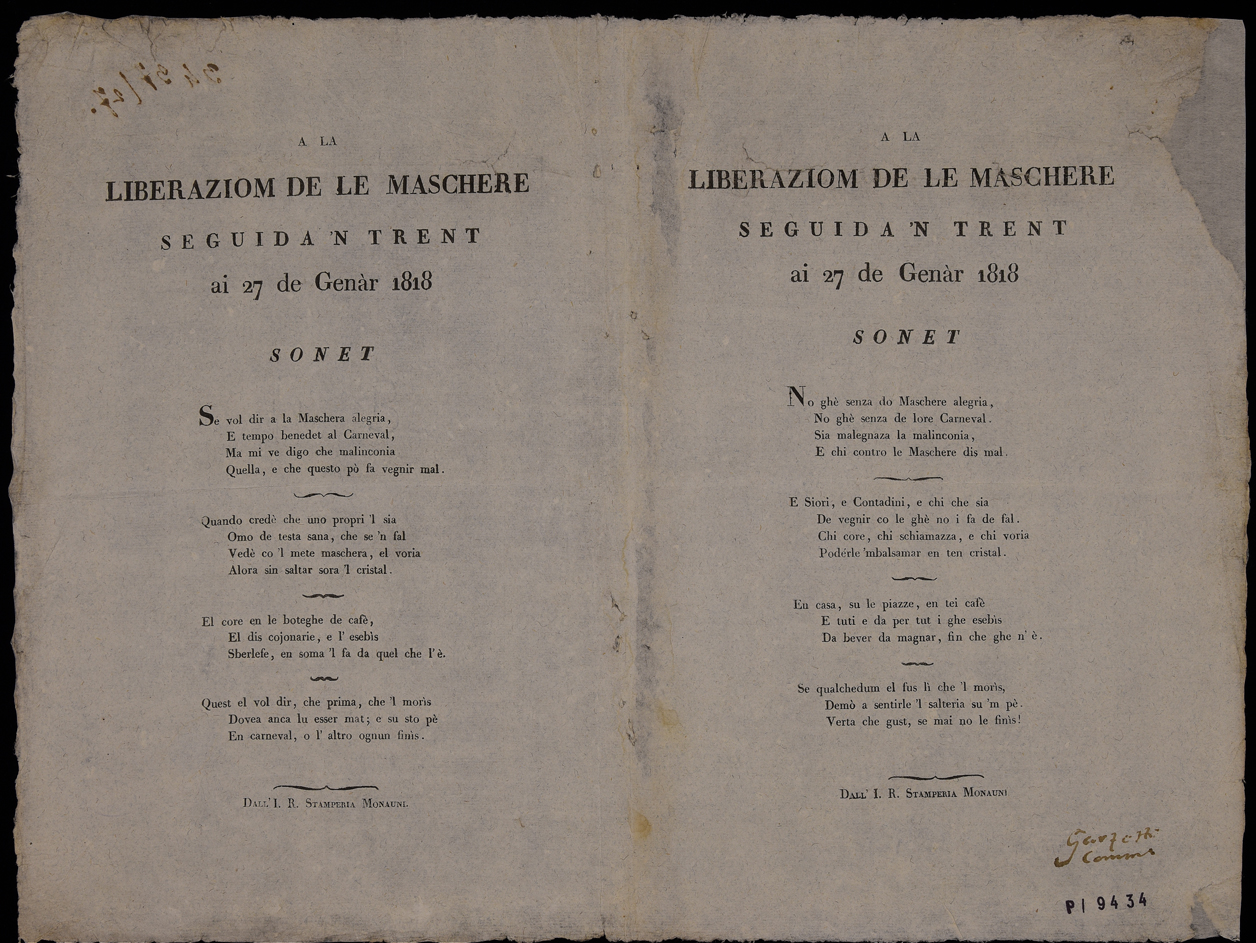 A LA
LIBERAZIOM DE LE MASCHERE
SEGUIDA 'N TRENT
ai 27 de Genàr 1818
SONET
Se vol dir a la Maschera alegria,
E tempo benedet al Carneval,
Ma mi ve digo che malinconia
Quella, e che questo pò fa vegnir mal.
Quando credè che uno propri 'l sia
Omo de testa sana, che se 'n fal
Vedè co 'l mete maschera, el voria
Alora sin saltar sora 'l cristal.
El core en le boteghe de cafè,
El dis cojonarie, e l' esebìs
Sberlefe, en soma 'l fa da quel che l'è.
Quest el vol dir, che prima, che 'l morìs
Dovea anca lu esser mat; e su sto pè
En carneval, o l' altro ognun finìs.
DALL' I. R. STAMPERIA MONAUNI.
A LA
LIBERAZIOM DE LE MASCHERE
SEGUIDA 'N TRENT
ai 27 de Genàr 1818
SONET
No ghè senza do Maschere alegria,
No ghè senza de lore Carneval.
Sia malegnaza la malinconia,
E chi contro le Maschere dis mal.
E Siori, e Contadini, e chi che sia
De vegnir co le ghè no i fa de fal.
Chi core, chi schiamazza, e chi voria
Podérle 'mbalsamar en ten cristal.
En casa, su le piazze, en tei cafè
E tuti e da per tut i ghe esebìs
Da bever da magnar, fin che ghe n' è.
Se qualchedum el fus lì che 'l morìs,
Demò a sentirle 'l salteria su 'm pè.
Verta che gust, se mai no le finìs!
DALL' I. R. STAMPERIA MONAUNI
P| 9434